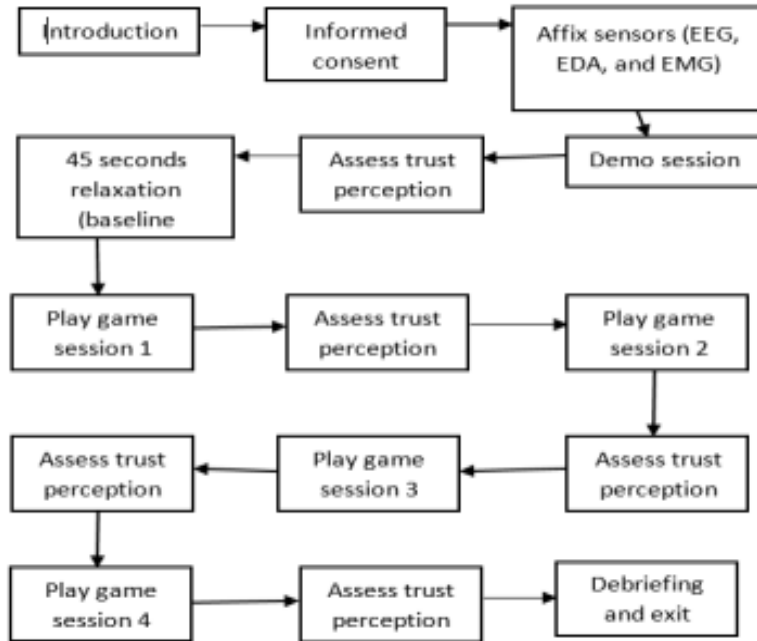 Introduction
Informed
consent
Affix sensors (EEG,
EDA, and EMG)
Demo session
Assess trust
perception
45 seconds
relaxation
(baseline
Play game
session 1
Assess trust
perception
Play game
session 2
Assess trust
perception
Play game
session 3
Assess trust
perception
Play game
session 4
Assess trust
perception
Debriefing
and exit